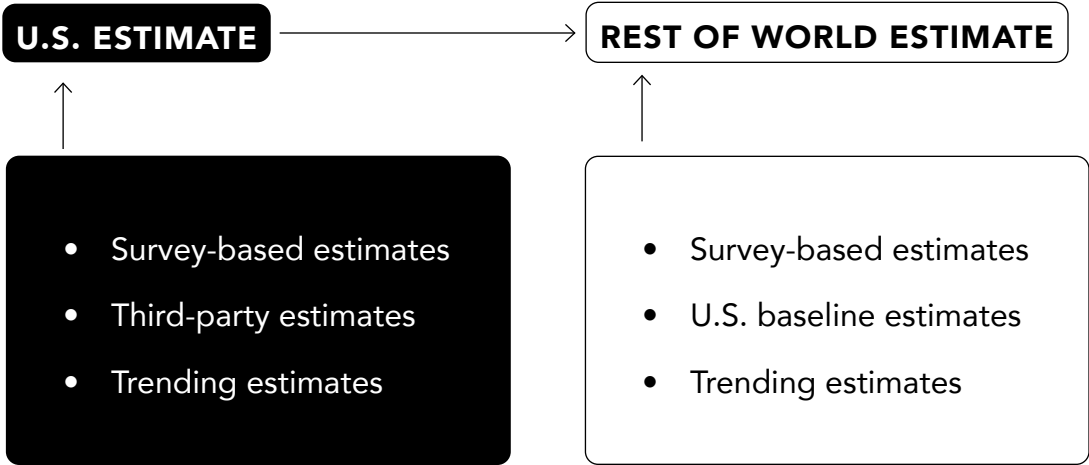 U.S. ESTIMATE
REST OF WORLD ESTIMATE
• Survey-based estimates
• Third-party estimates
• Trending estimates
• Survey-based estimates
• U.S. baseline estimates
• Trending estimates